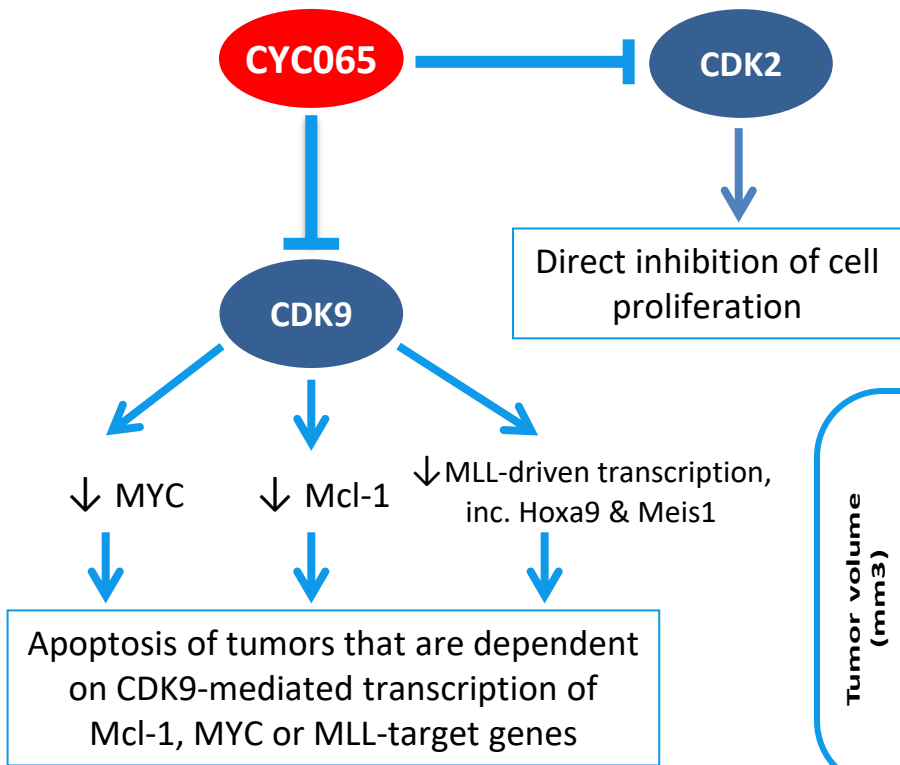 CYC065
CDK2
Direct inhibition of cell
proliferation
CDK9
↓ MYC
↓ Mcl-1
↓ MLL-driven transcription,
inc. Hoxa9 & Meis1
Apoptosis of tumors that are dependent
on CDK9-mediated transcription of
Mcl-1, MYC or MLL-target genes
Tumor volume
(mm3)